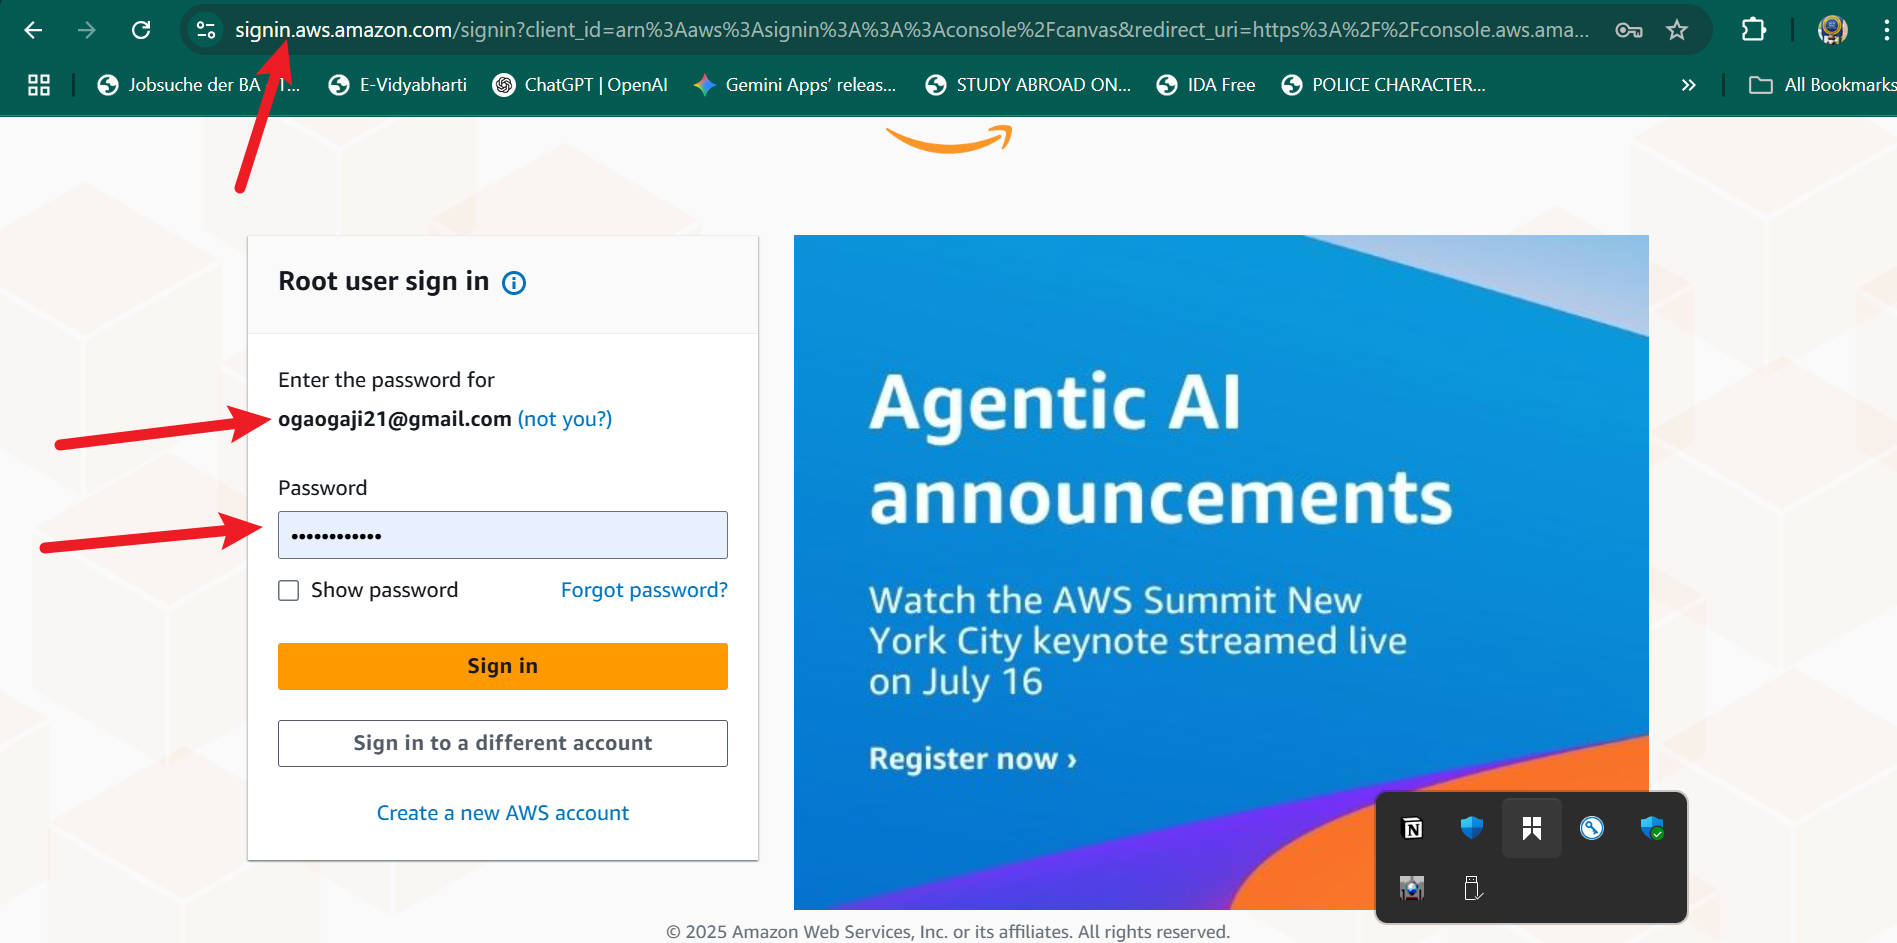 signin.aws.amazon.com/signin?client_id=arn%3Aaws%3Asignin%3A%3A%3Aconsole%2Fcanvas&redirect_uri=https%3A%2F%2Fconsole.aws.ama...
Jobsuche der BA
E-Vidyabharti
ChatGPT | OpenAI
Gemini Apps’ releas...
STUDY ABROAD ON...
IDA Free
POLICE CHARACTER...
»
All Bookmarks
Root user sign in
Enter the password for
ogaogaji21@gmail.com (not you?)
Password
••••••••••••
Show password
Forgot password?
Sign in
Sign in to a different account
Create a new AWS account
Agentic AI
announcements
Watch the AWS Summit New
York City keynote streamed live
on July 16
Register now ›
© 2025 Amazon Web Services, Inc. or its affiliates. All rights reserved.